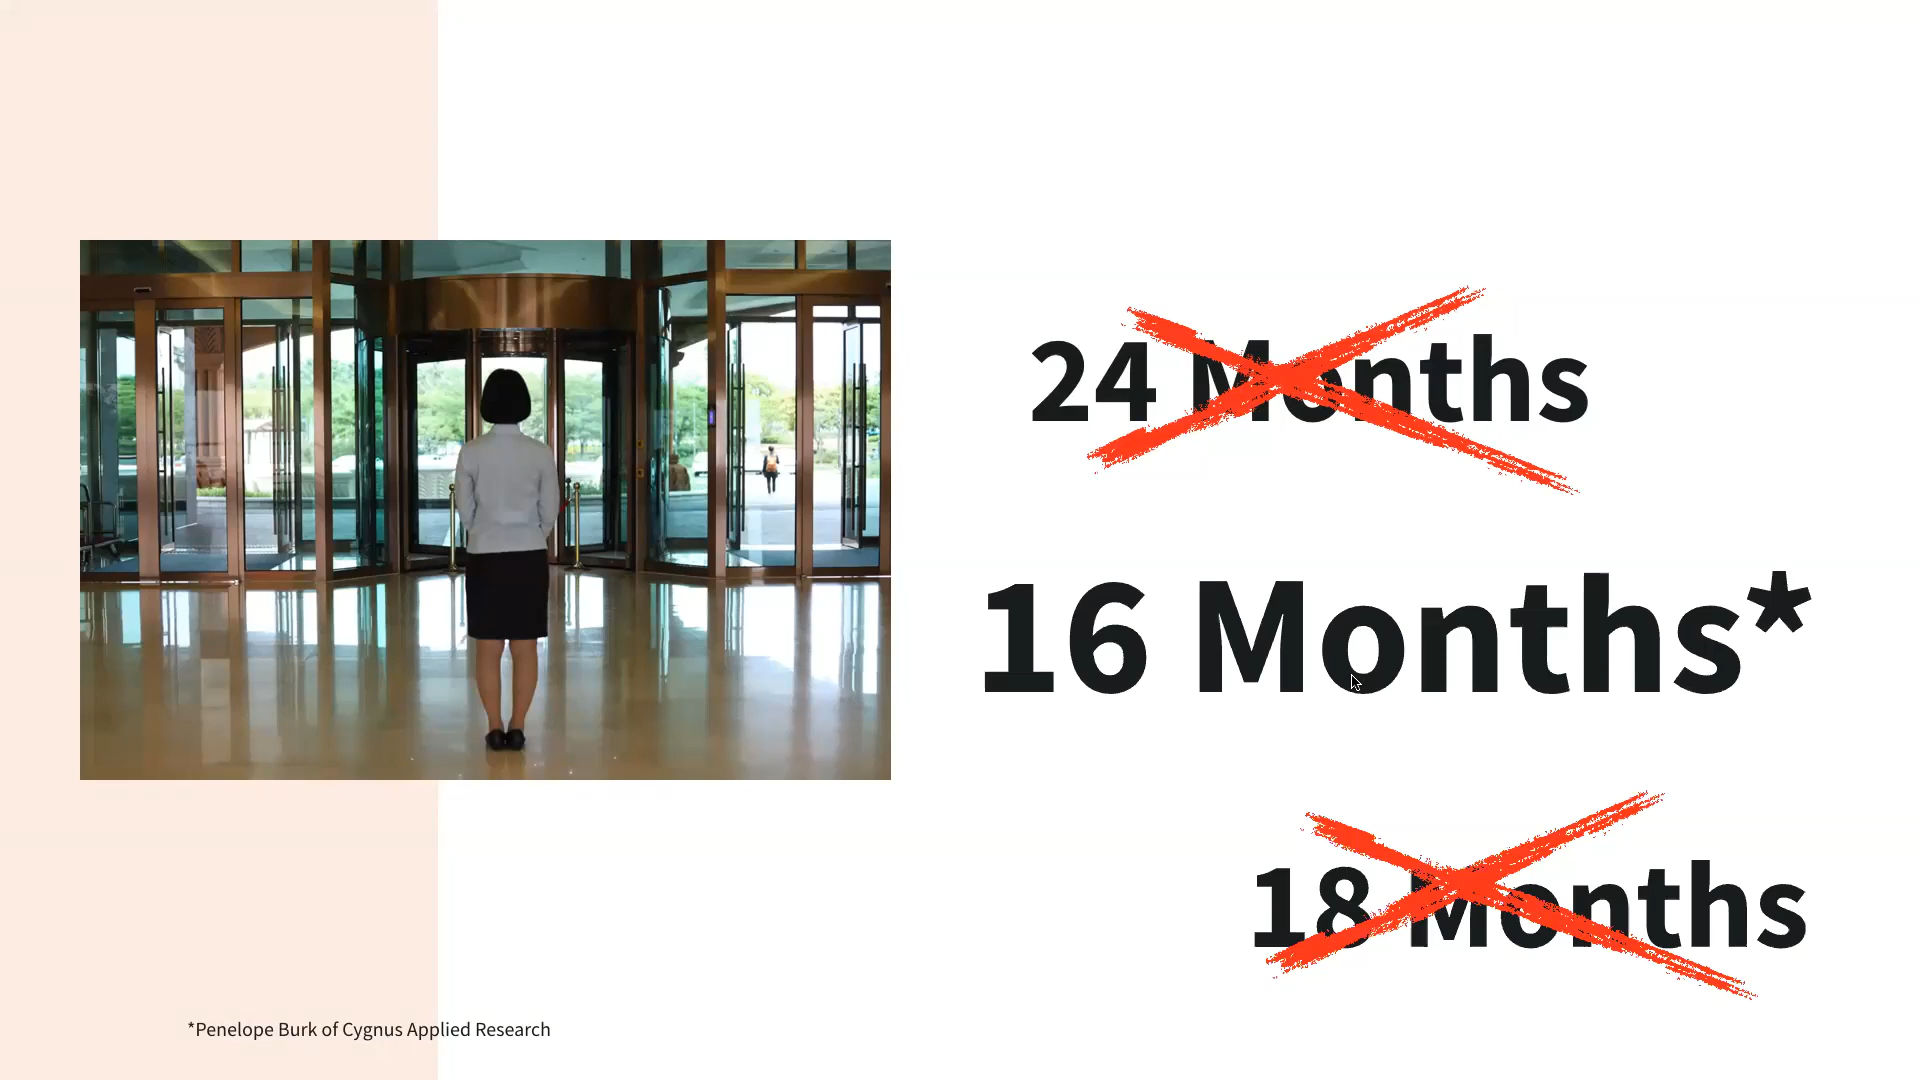 24 Months
16 Months*
18 Months
*Penelope Burk of Cygnus Applied Research